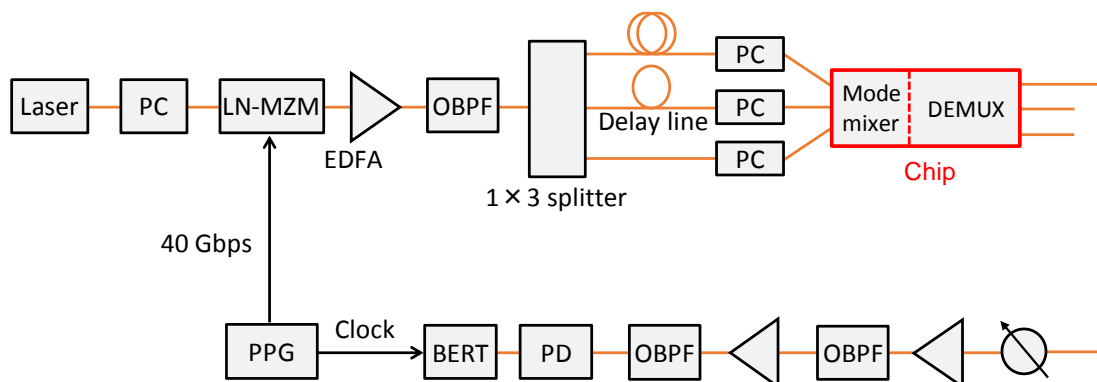 Laser
PC
LN-MZM
EDFA
OBPF
1×3 splitter
Delay line
PC
PC
PC
Mode
mixer
DEMUX
Chip
40 Gbps
PPG
Clock
BERT
PD
OBPF
OBPF